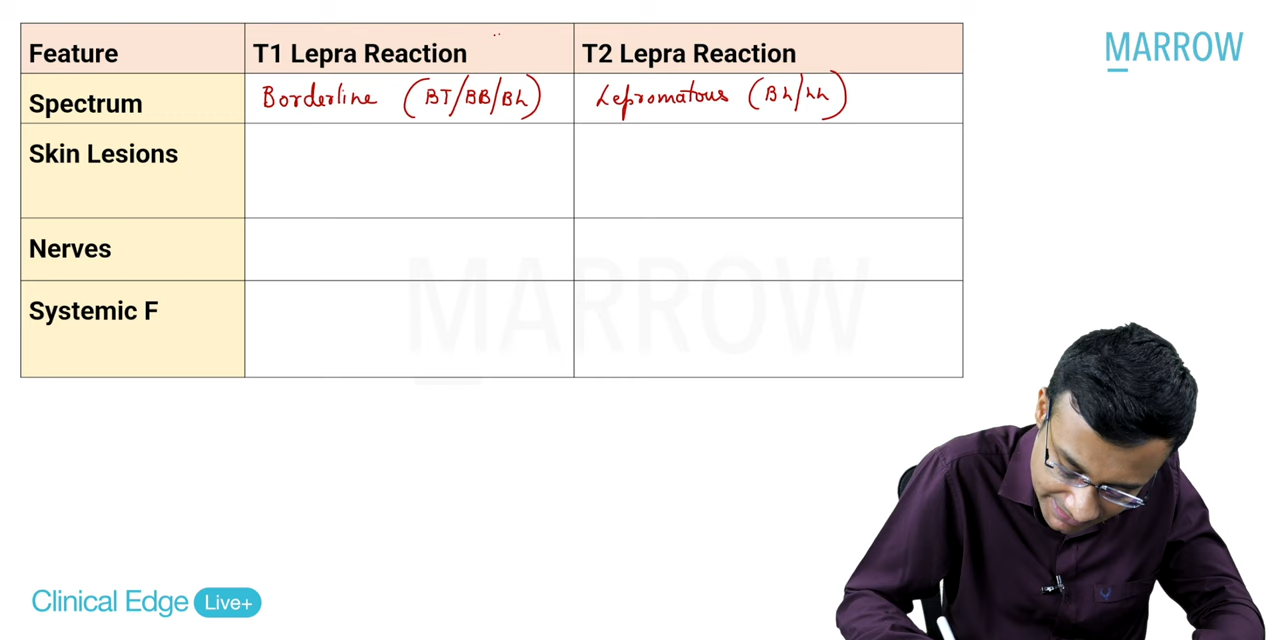 MARROW
Feature T1 Lepra Reaction T2 Lepra Reaction
Spectrum Borderline (BT/BB/BL) Lepromatous (BL/LL)
Skin Lesions
Nerves
MARROW
Systemic F
Clinical Edge Live+